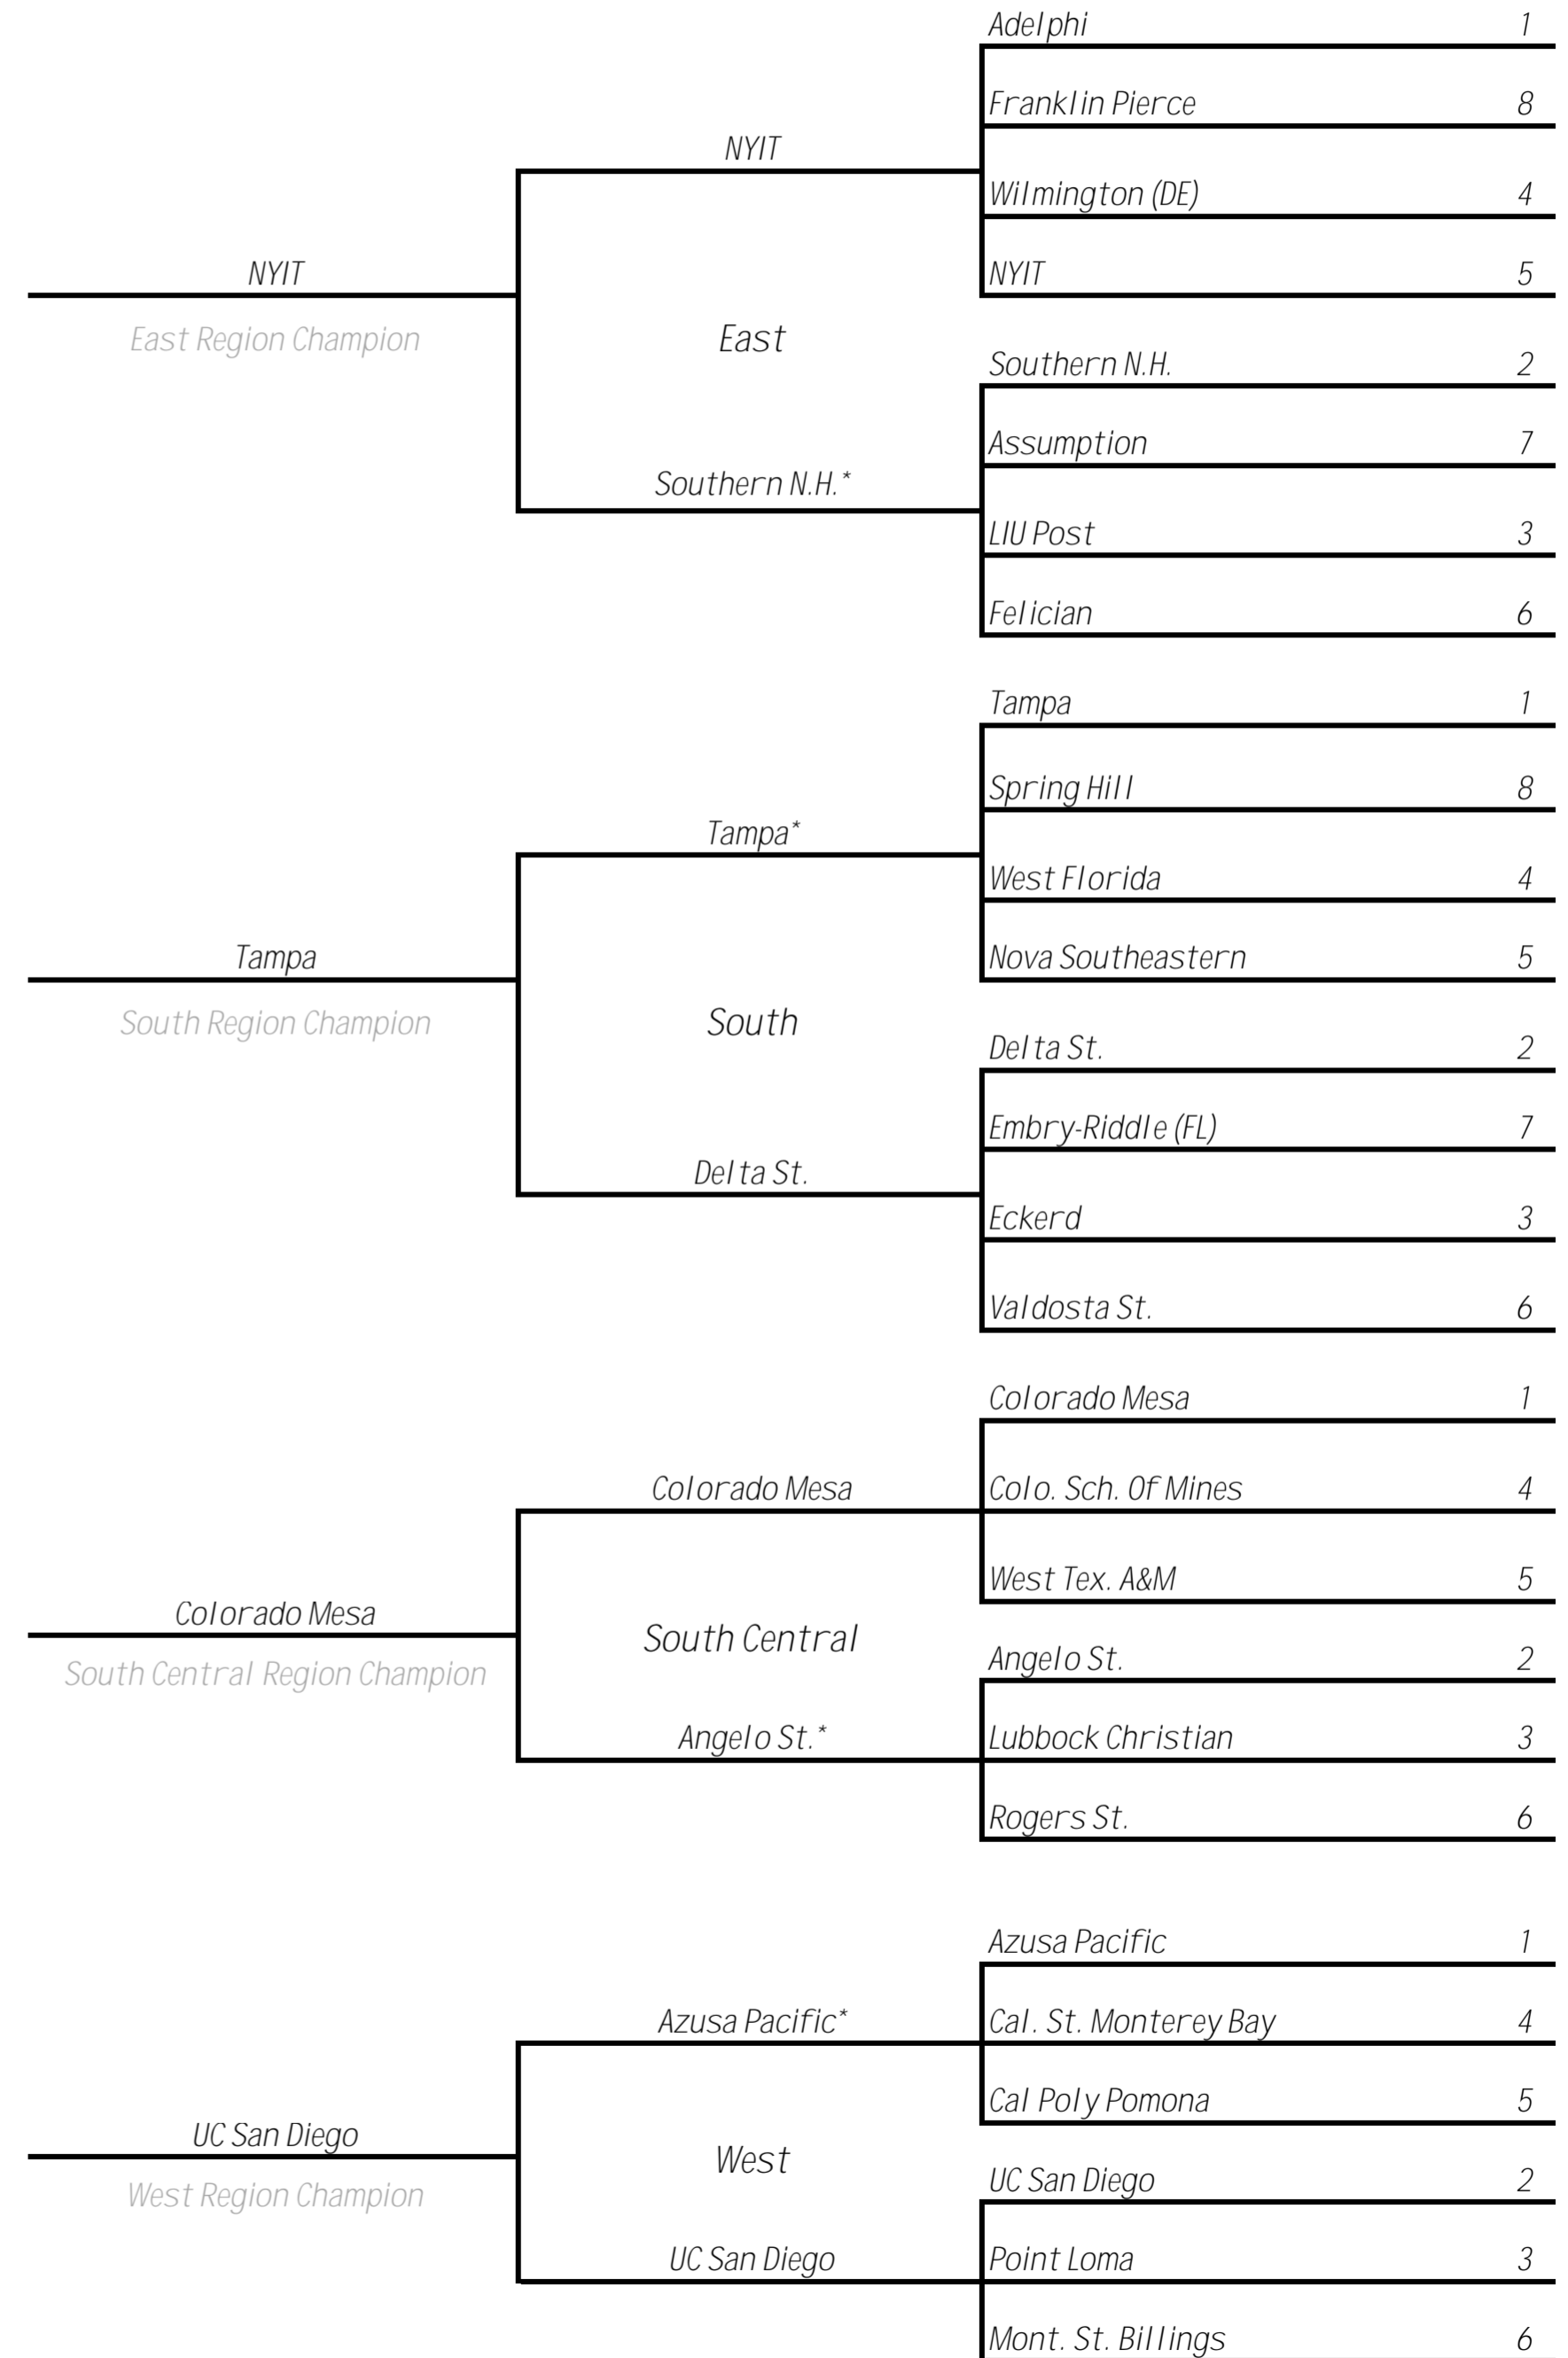 Adelphi 1
Franklin Pierce 8
NYIT
Wilmington (DE) 4
NYIT
NYIT 5
East Region Champion
East
Southern N.H. 2
Assumption 7
Southern N.H.*
LIU Post 3
Felician 6
Tampa 1
Spring Hill 8
Tampa*
West Florida 4
Tampa
Nova Southeastern 5
South Region Champion
South
Delta St. 2
Embry-Riddle (FL) 7
Delta St.
Eckerd 3
Valdosta St. 6
Colorado Mesa 1
Colorado Mesa
Colo. Sch. Of Mines 4
West Tex. A&M 5
Colorado Mesa
South Central Region Champion
South Central
Angelo St. 2
Angelo St.*
Lubbock Christian 3
Rogers St. 6
Azusa Pacific 1
Azusa Pacific*
Cal. St. Monterey Bay 4
Cal Poly Pomona 5
UC San Diego
West Region Champion
West
UC San Diego 2
UC San Diego
Point Loma 3
Mont. St. Billings 6